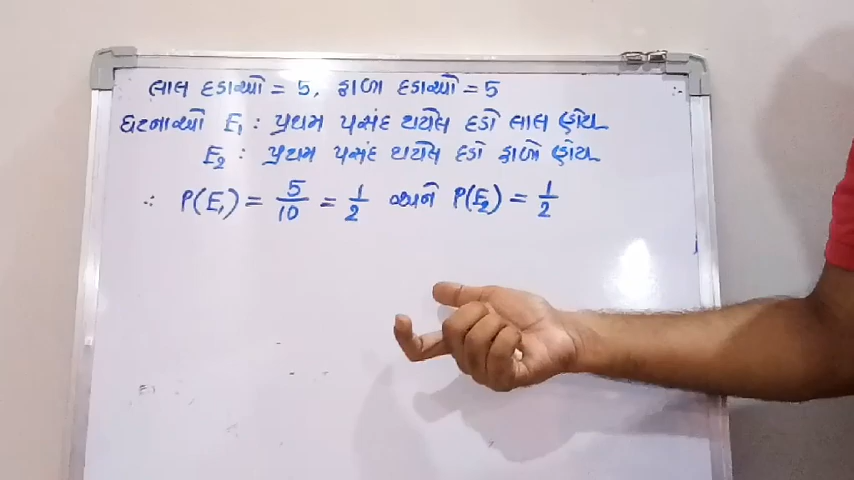 લાલ દડાઓ = 5, કાળા દડાઓ = 5
ઘટનાઓ E₁ : પ્રથમ પસંદ થયેલ દડો લાલ હોય
E₂ : પ્રથમ પસંદ થયેલ દડો કાળો હોય
∴ P(E₁) = 5/10 = 1/2 અને P(E₂) = 1/2